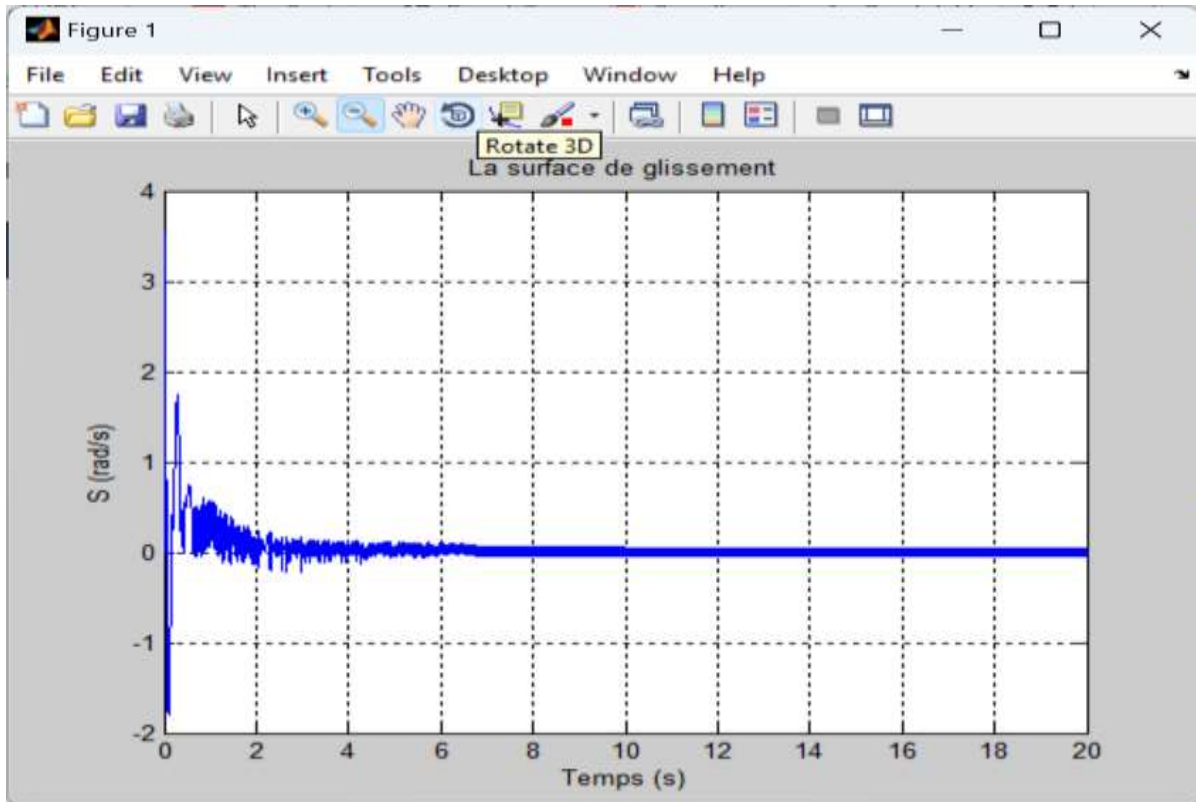 Figure 1
File Edit View Insert Tools Desktop Window Help
Rotate 3D
La surface de glissement
4
3
2
1
0
-1
-2
S (rad/s)
0 2 4 6 8 10 12 14 16 18 20
Temps (s)